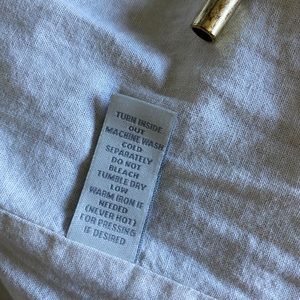 TURN INSIDE
OUT
MACHINE WASH
COLD
SEPARATELY
DO NOT
BLEACH
TUMBLE DRY
LOW
WARM IRON IF
NEEDED
(NEVER HOT)
FOR PRESSING
IF DESIRED